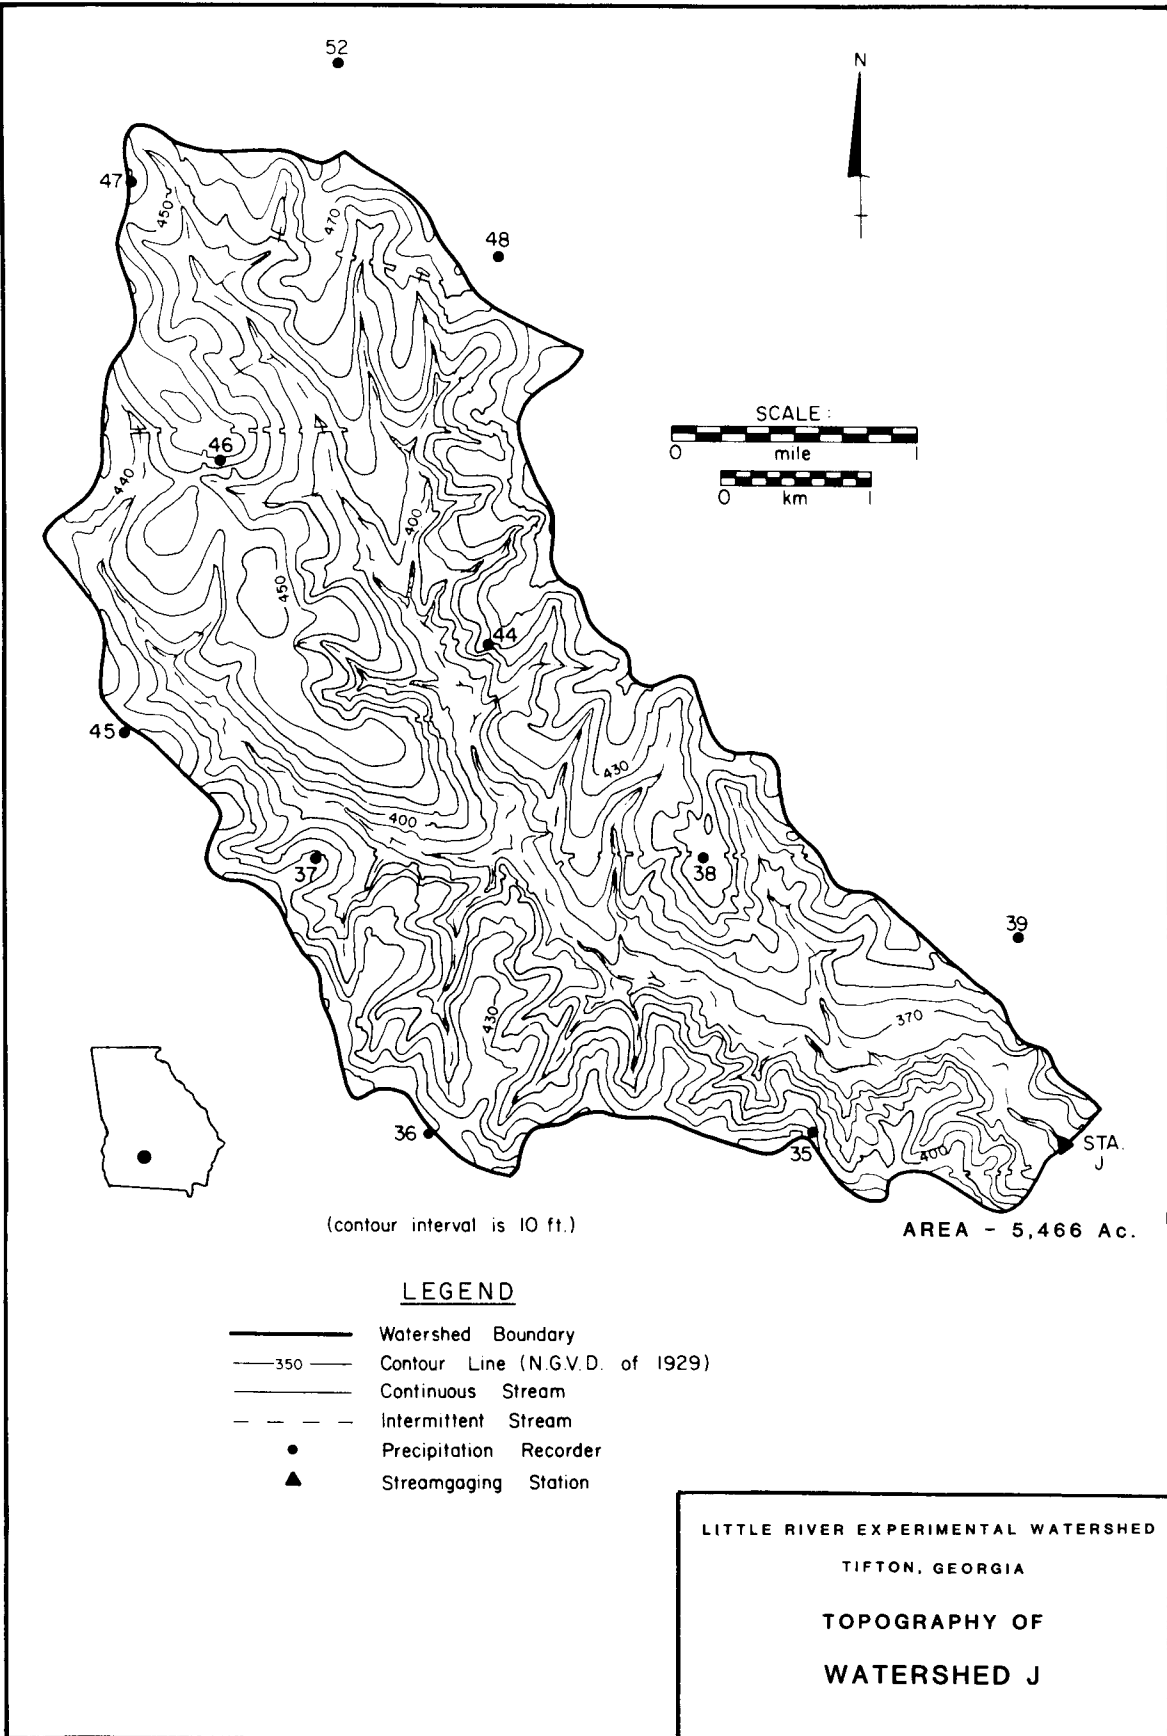 52
N
47
450
470
48
SCALE :
0 mile 1
0 km 1
46
440
400
450
44
45
430
400
37
38
39
430
370
36
35
400
STA.
J
(contour interval is 10 ft.)
AREA - 5,466 Ac.
LEGEND
Watershed Boundary
350 Contour Line (N.G.V.D. of 1929)
Continuous Stream
Intermittent Stream
Precipitation Recorder
Streamgaging Station
LITTLE RIVER EXPERIMENTAL WATERSHED
TIFTON, GEORGIA
TOPOGRAPHY OF
WATERSHED J